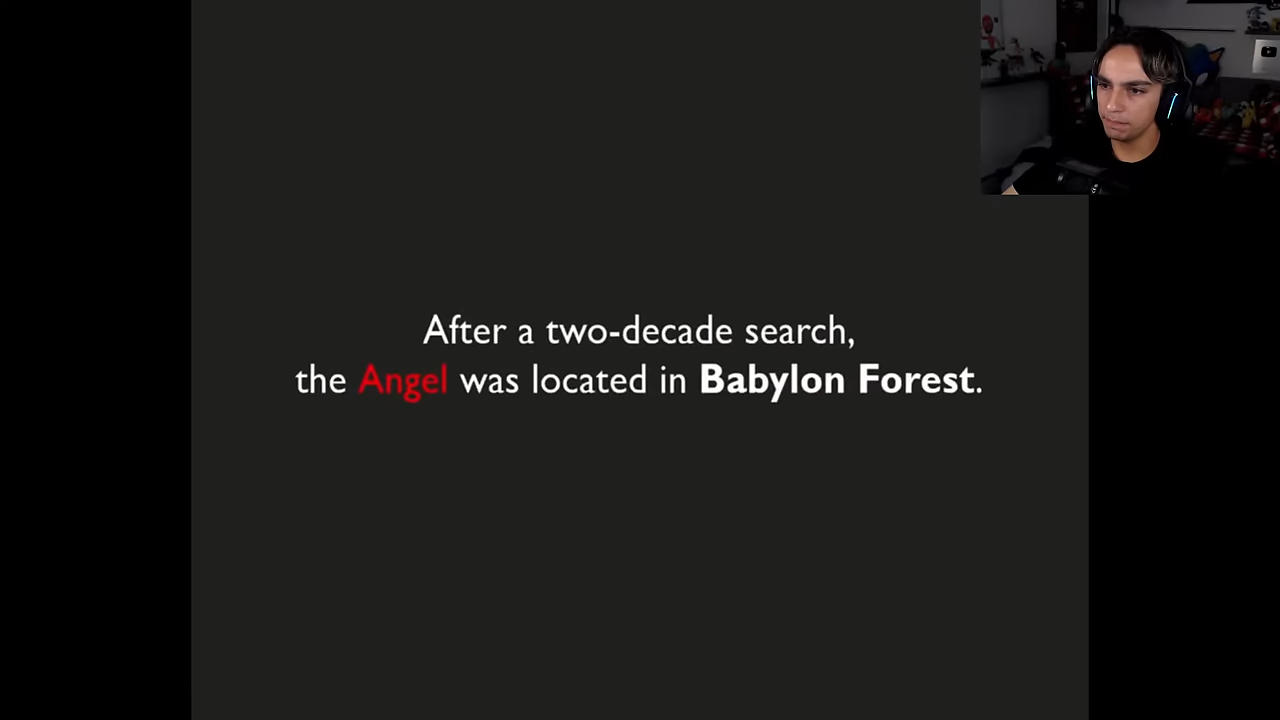 After a two-decade search,
the Angel was located in Babylon Forest.